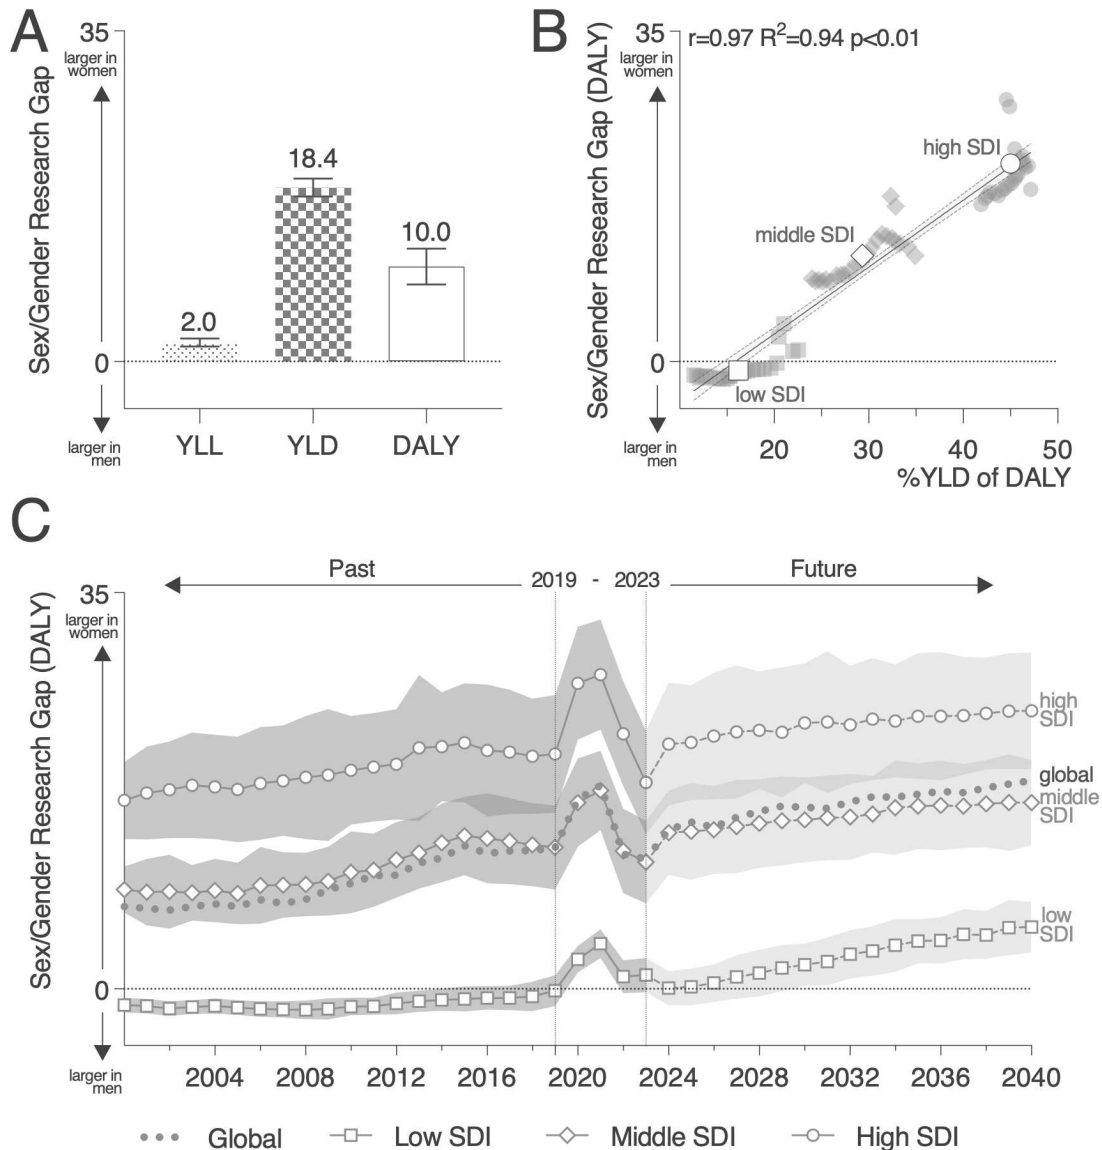 A
35
larger in
women
Sex/Gender Research Gap
2.0
18.4
10.0
0
larger in
men
YLL
YLD
DALY
B
35
larger in
women
Sex/Gender Research Gap (DALY)
r=0.97 R²=0.94 p<0.01
high SDI
middle SDI
low SDI
0
larger in
men
20
30
40
50
%YLD of DALY
C
Past
2019 - 2023
Future
35
larger in
women
Sex/Gender Research Gap (DALY)
high
SDI
global
middle
SDI
low
SDI
0
larger in
men
2004
2008
2012
2016
2020
2024
2028
2032
2036
2040
Global
Low SDI
Middle SDI
High SDI